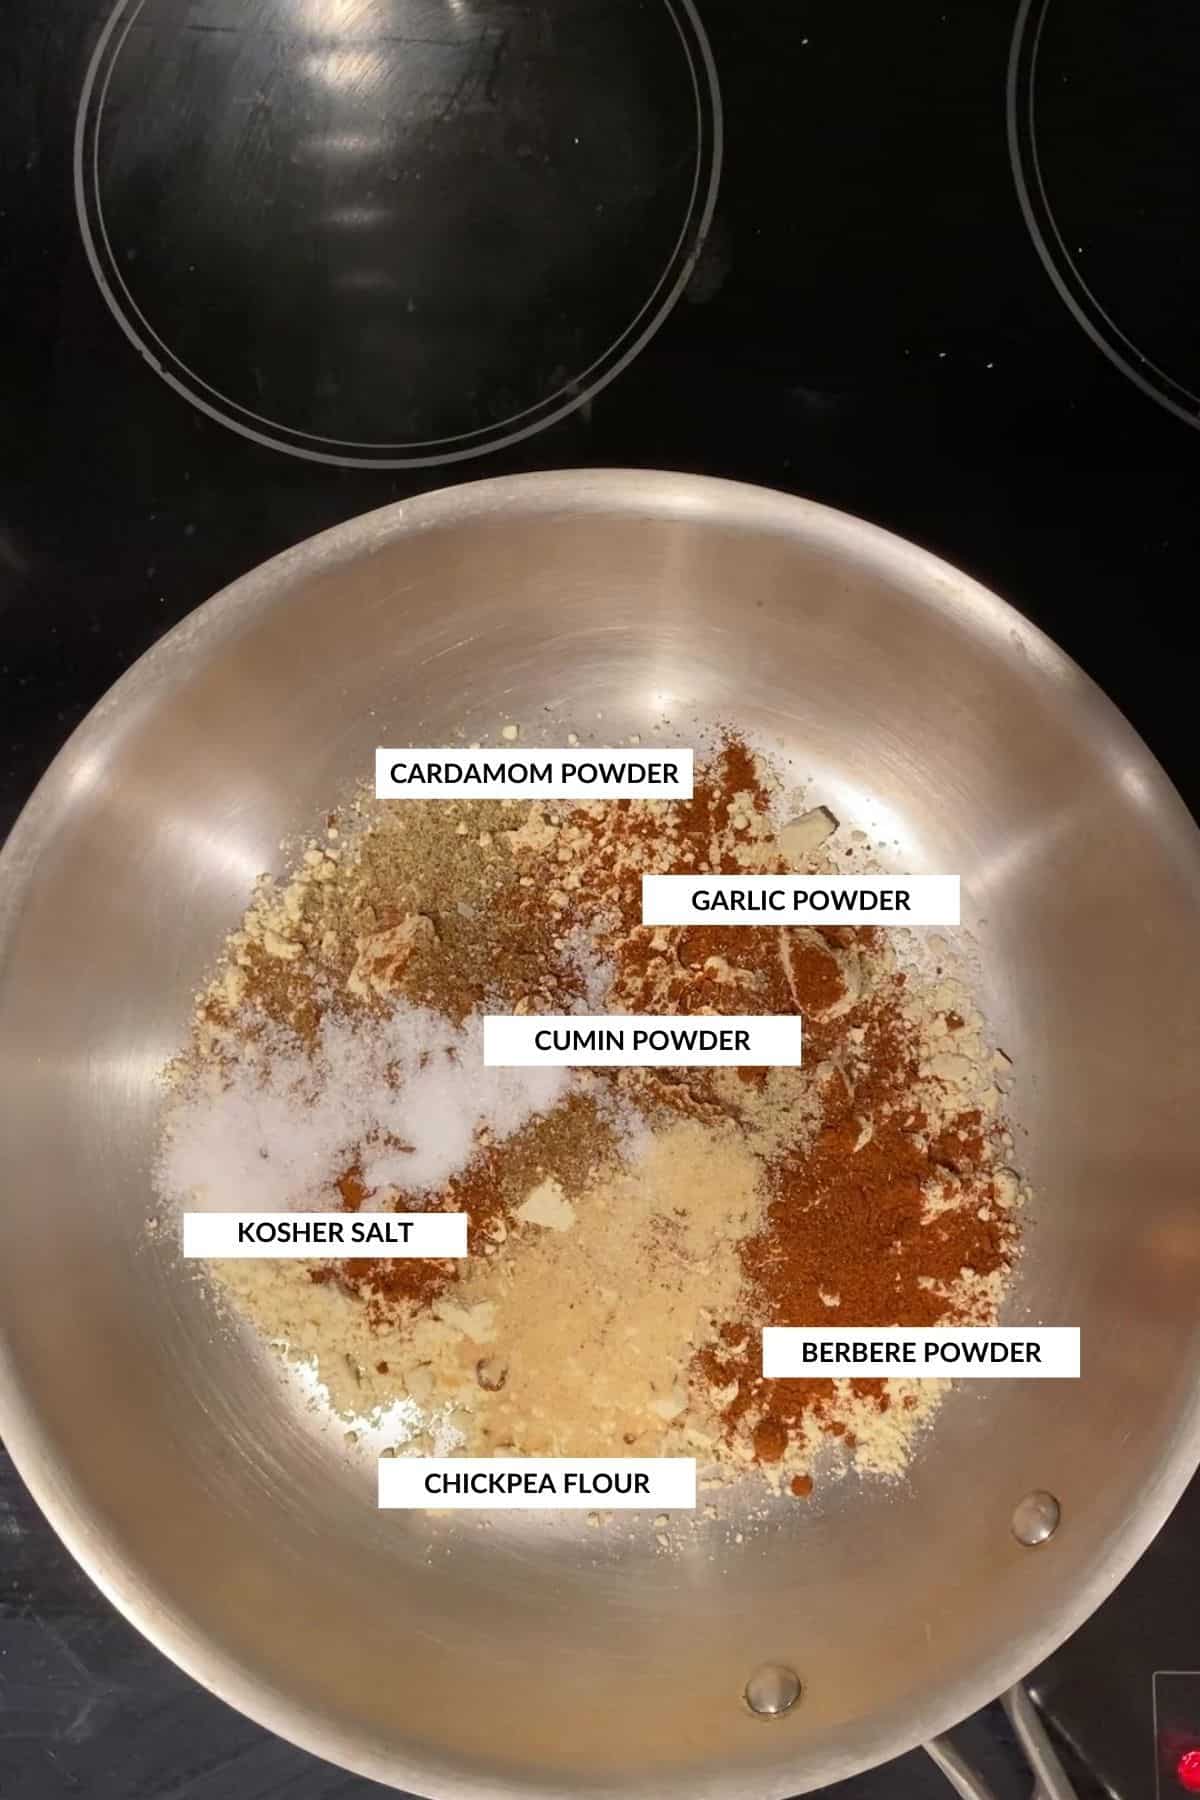 CARDAMOM POWDER
GARLIC POWDER
CUMIN POWDER
KOSHER SALT
BERBERE POWDER
CHICKPEA FLOUR